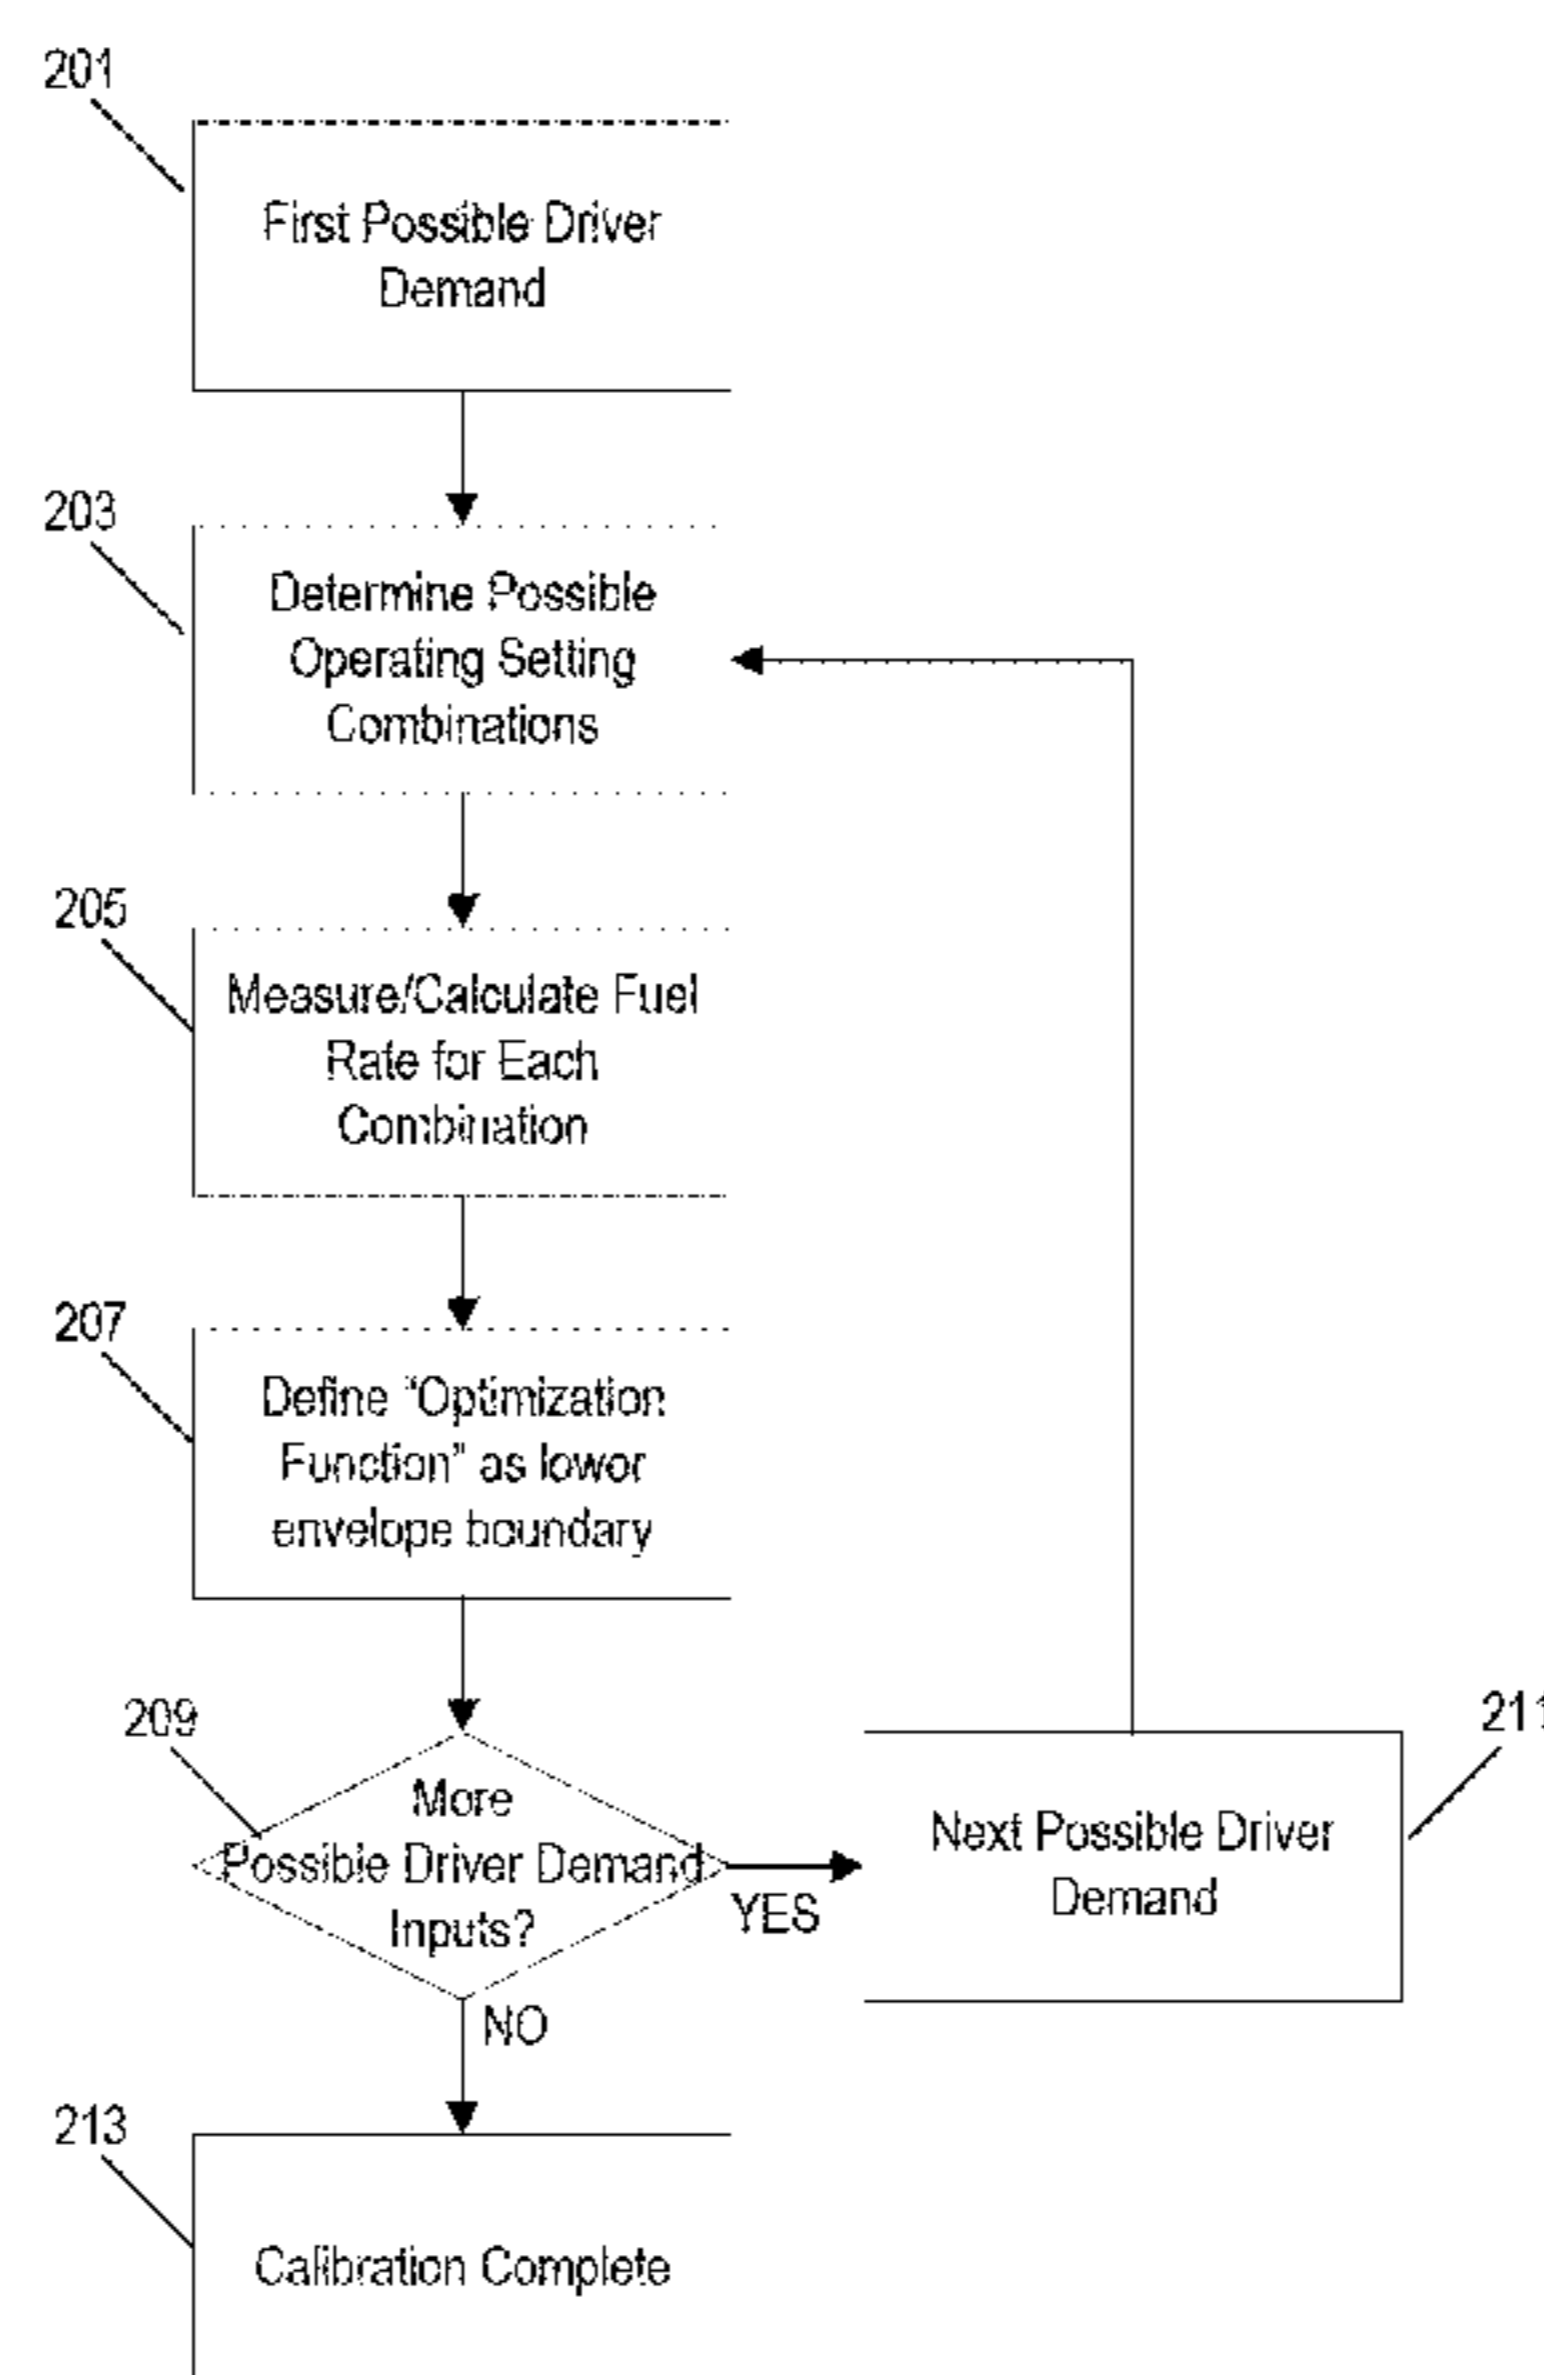 201
First Possible Driver
Demand
203
Determine Possible
Operating Setting
Combinations
205
Measure/Calculate Fuel
Rate for Each
Combination
207
Define "Optimization
Function" as lower
envelope boundary
209
More
Possible Driver Demand
Inputs?
YES
211
Next Possible Driver
Demand
NO
213
Calibration Complete